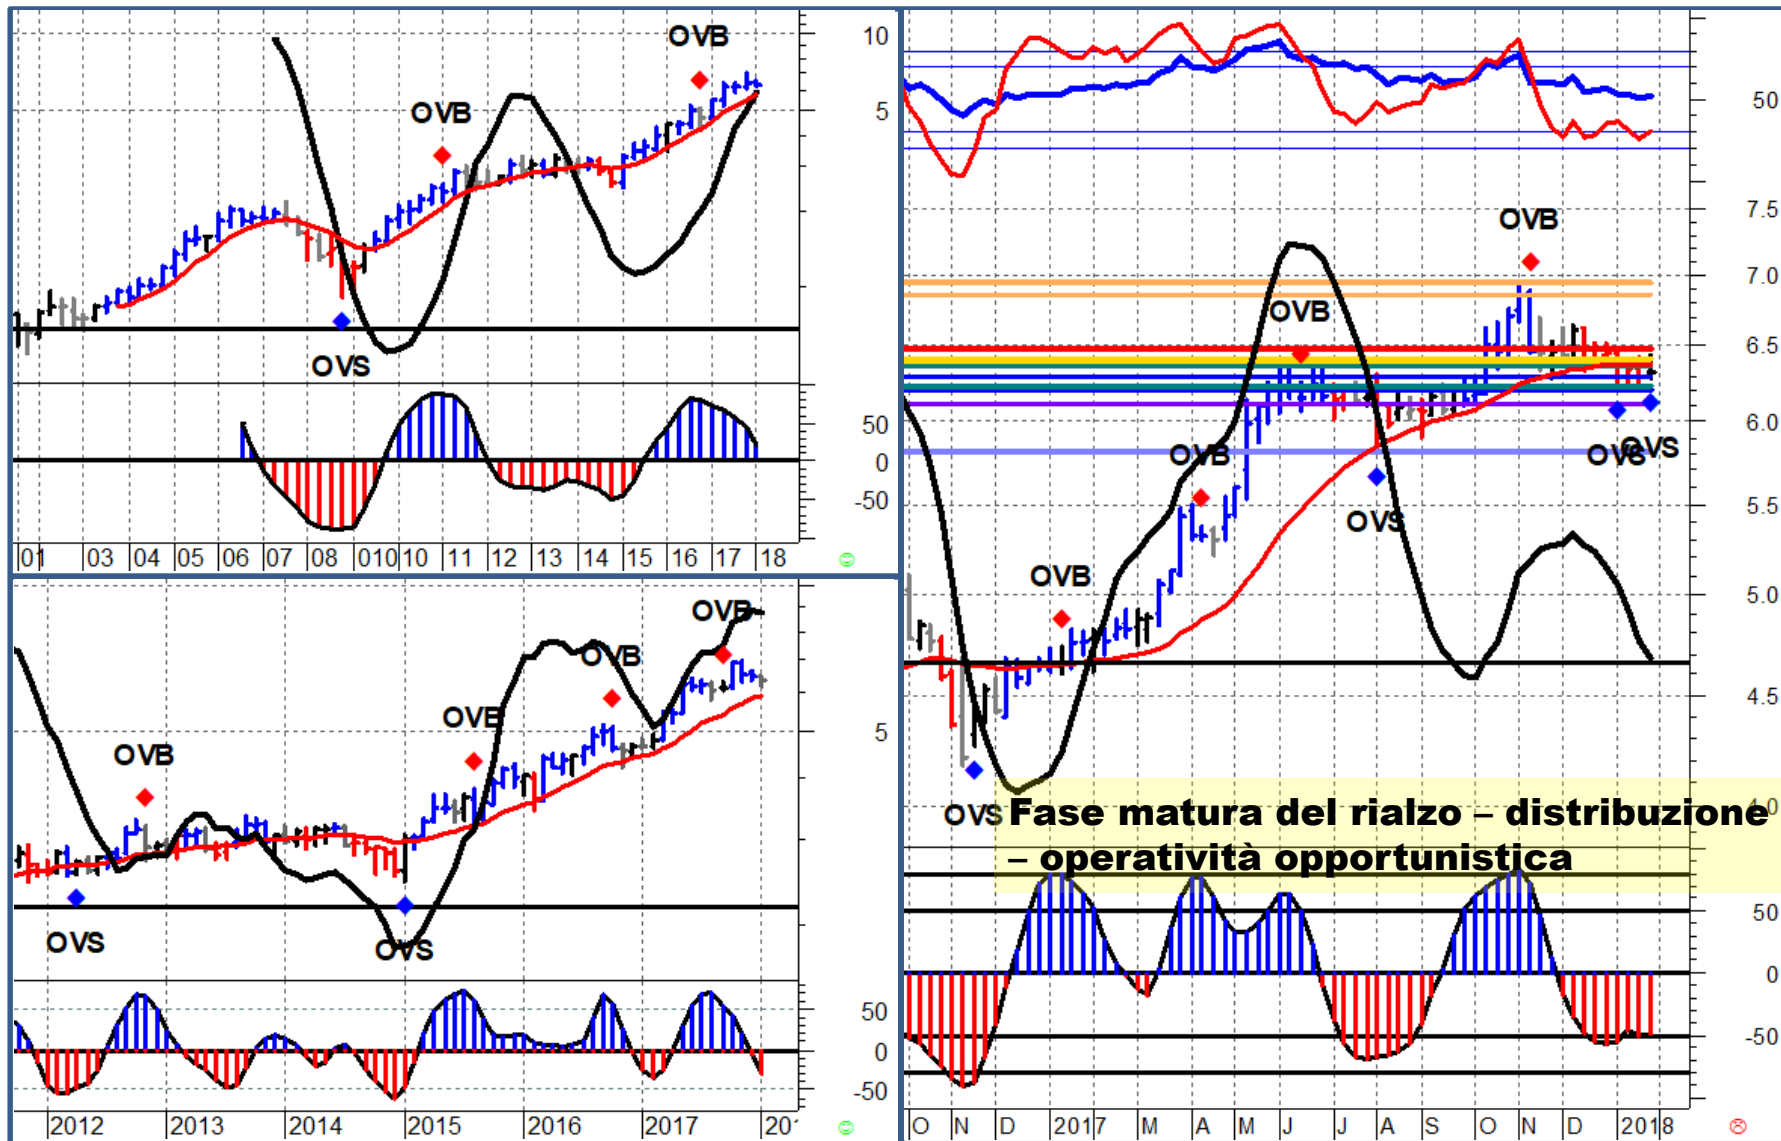 OVB
10
OVB
5
OVS
50
0
-50
01 03 04 05 06 07 08 010 10 11 12 13 14 15 16 17 18
OVB
OVB
OVB
OVB
5
OVS
OVS
50
0
-50
2012 2013 2014 2015 2016 2017 201
50
7.5
OVB
7.0
OVB
6.5
6.0
OVB
OVS OVS
5.5
OVS
OVB
5.0
4.5
4.0
OVS
Fase matura del rialzo – distribuzione
– operatività opportunistica
50
0
-50
O N D 2017 M A M J J A S O N D 2018